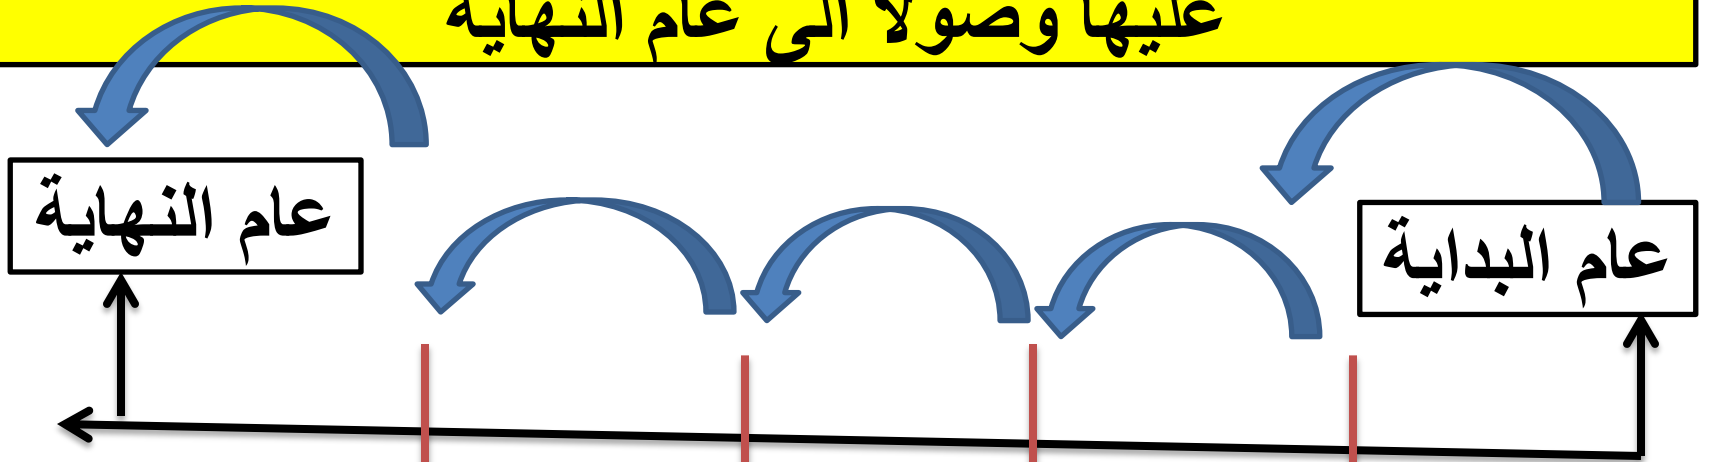 عليها وصولا الى عام النهاية
عام النهاية
عام البداية